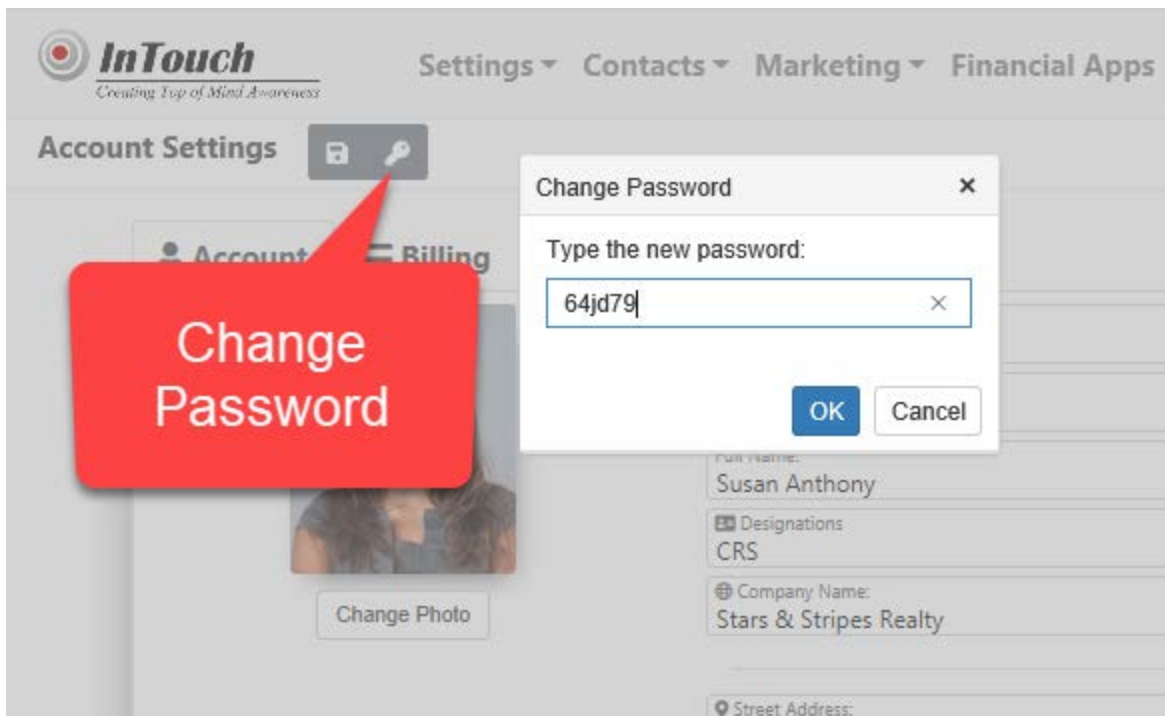 InTouch
Creating Top of Mind Awareness
Settings Contacts Marketing Financial Apps
Account Settings
Change Password ×
Account Billing
Type the new password:
64jd79 ×
Change
Password
OK Cancel
Full Name:
Susan Anthony
Designations
CRS
Company Name:
Stars & Stripes Realty
Change Photo
Street Address: